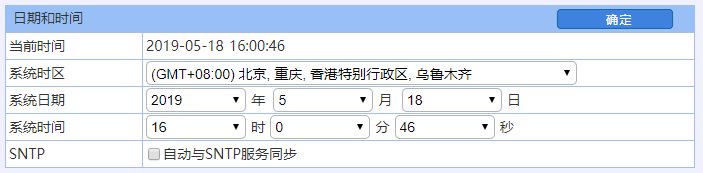 日期和时间 确定
当前时间 2019-05-18 16:00:46
系统时区 (GMT+08:00) 北京, 重庆, 香港特别行政区, 乌鲁木齐
系统日期 2019 年 5 月 18 日
系统时间 16 时 0 分 46 秒
SNTP 自动与SNTP服务同步